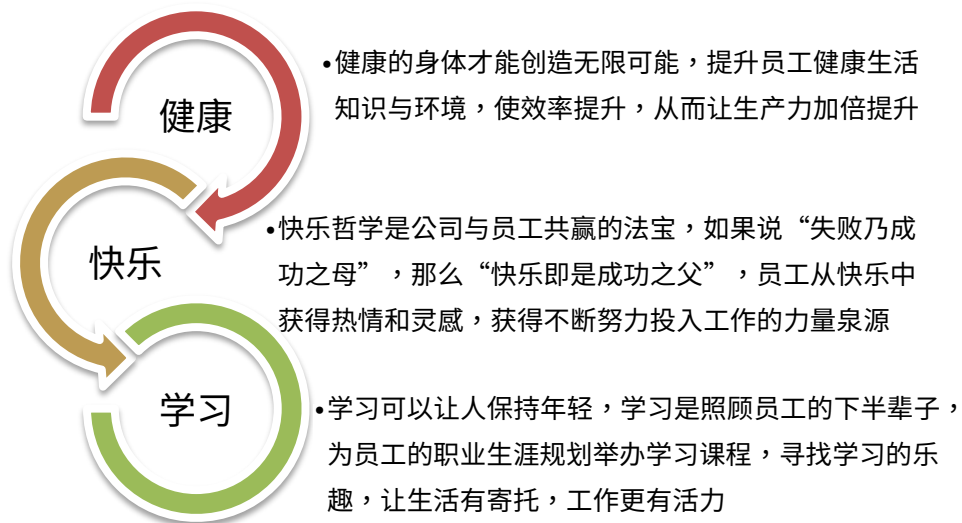 健康
•健康的身体才能创造无限可能，提升员工健康生活
知识与环境，使效率提升，从而让生产力加倍提升
快乐
•快乐哲学是公司与员工共赢的法宝，如果说“失败乃成
功之母”，那么“快乐即是成功之父”，员工从快乐中
获得热情和灵感，获得不断努力投入工作的力量泉源
学习
•学习可以让人保持年轻，学习是照顾员工的下半辈子，
为员工的职业生涯规划举办学习课程，寻找学习的乐
趣，让生活有寄托，工作更有活力